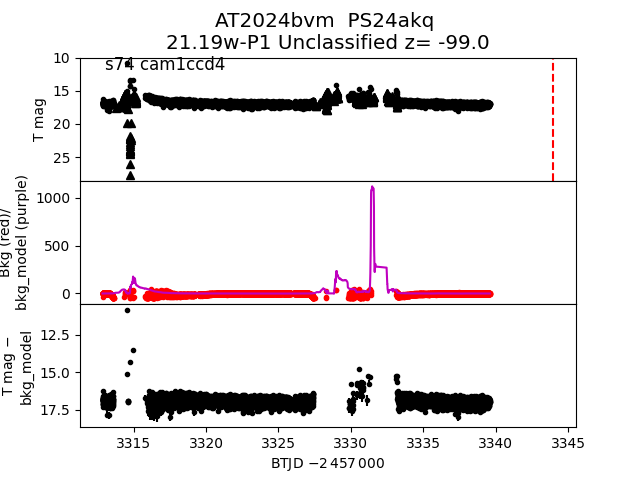 AT2024bvm  PS24akq
21.19w-P1 Unclassified z= -99.0
s74 cam1ccd4
T mag
10
15
20
25
Bkg (red)/
bkg_model (purple)
1000
500
0
T mag −
bkg_model
12.5
15.0
17.5
3315 3320 3325 3330 3335 3340 3345
BTJD −2 457 000